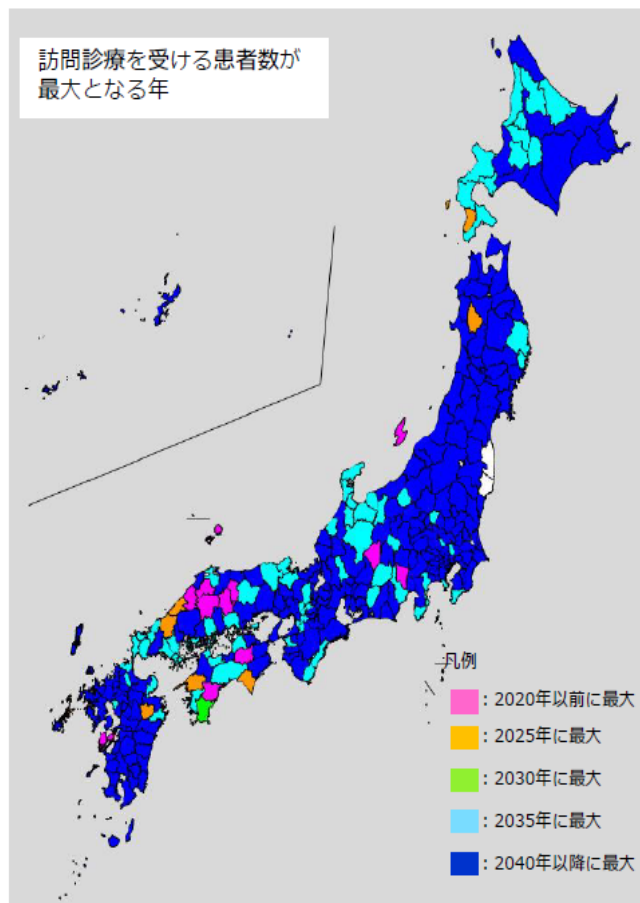 訪問診療を受ける患者数が
最大となる年
凡例
：2020年以前に最大
：2025年に最大
：2030年に最大
：2035年に最大
：2040年以降に最大